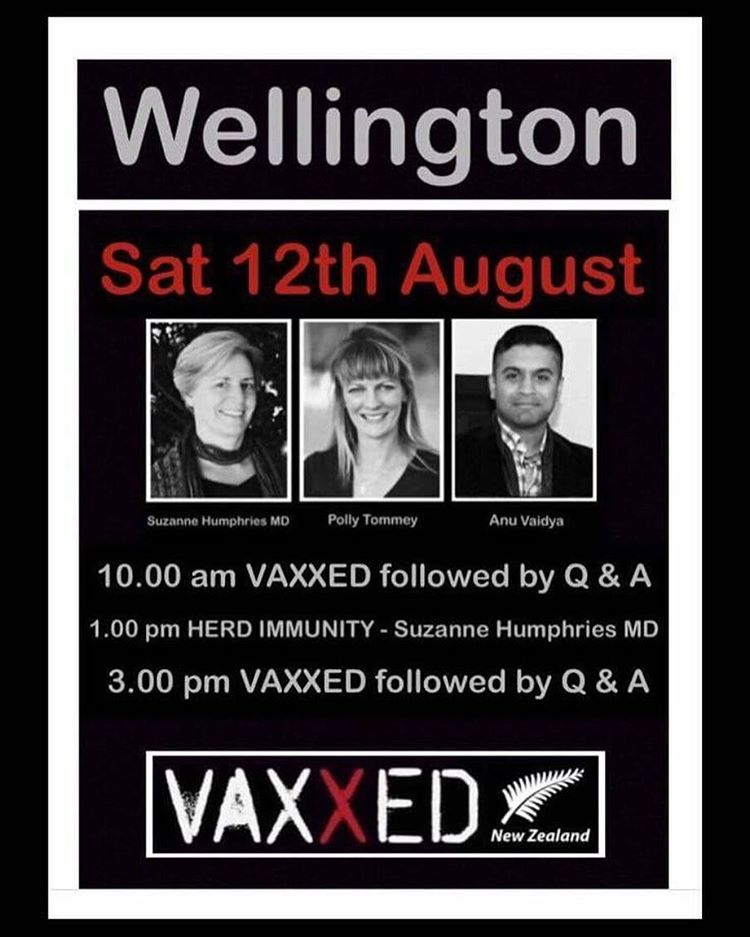 Wellington
Sat 12th August
Suzanne Humphries MD
Polly Tommey
Anu Vaidya
10.00 am VAXXED followed by Q & A
1.00 pm HERD IMMUNITY - Suzanne Humphries MD
3.00 pm VAXXED followed by Q & A
VAXXED
New Zealand